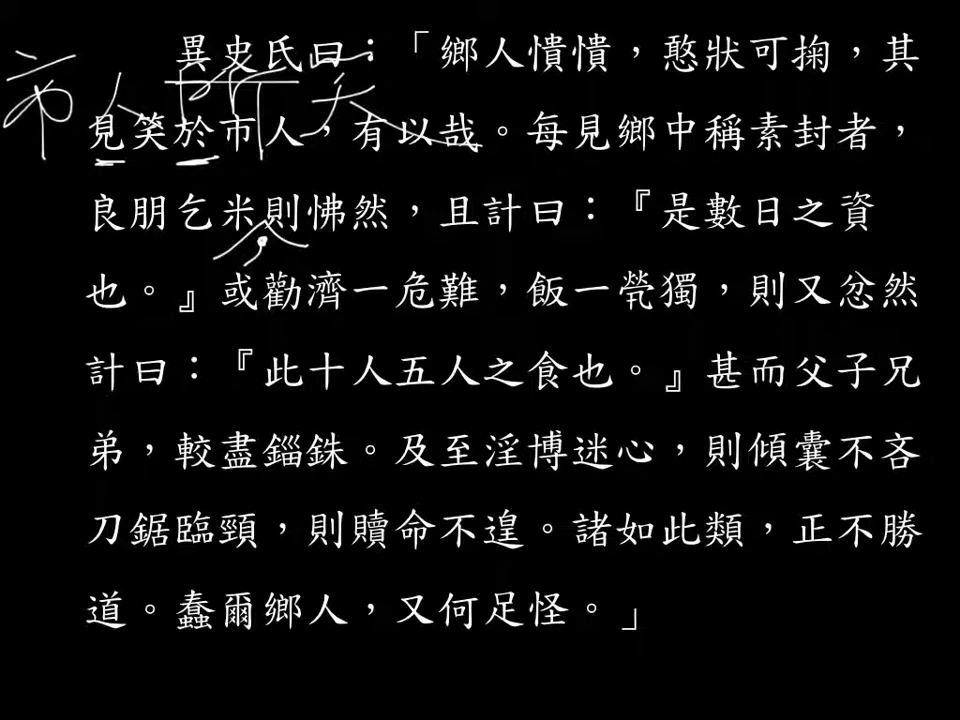 異史氏曰：「鄉人憒憒，憨狀可掬，其
市人所笑
見笑於市人，有以哉。每見鄉中稱素封者，
良朋乞米則怫然，且計曰：『是數日之資
也。』或勸濟一危難，飯一煢獨，則又忿然
計曰：『此十人五人之食也。』甚而父子兄
弟，較盡錙銖。及至淫博迷心，則傾囊不吝
刀鋸臨頸，則贖命不遑。諸如此類，正不勝
道。蠢爾鄉人，又何足怪。」